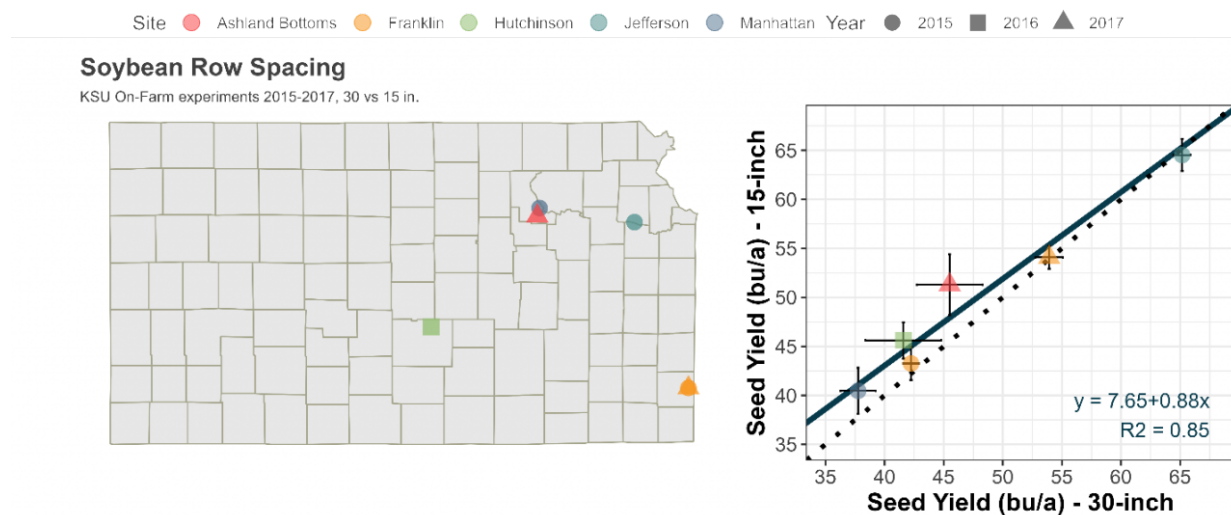 Site Ashland Bottoms Franklin Hutchinson Jefferson Manhattan Year 2015 2016 2017
Soybean Row Spacing
KSU On-Farm experiments 2015-2017, 30 vs 15 in.
Seed Yield (bu/a) - 15-inch
65
60
55
50
45
40
35
y = 7.65+0.88x
R2 = 0.85
35 40 45 50 55 60 65
Seed Yield (bu/a) - 30-inch